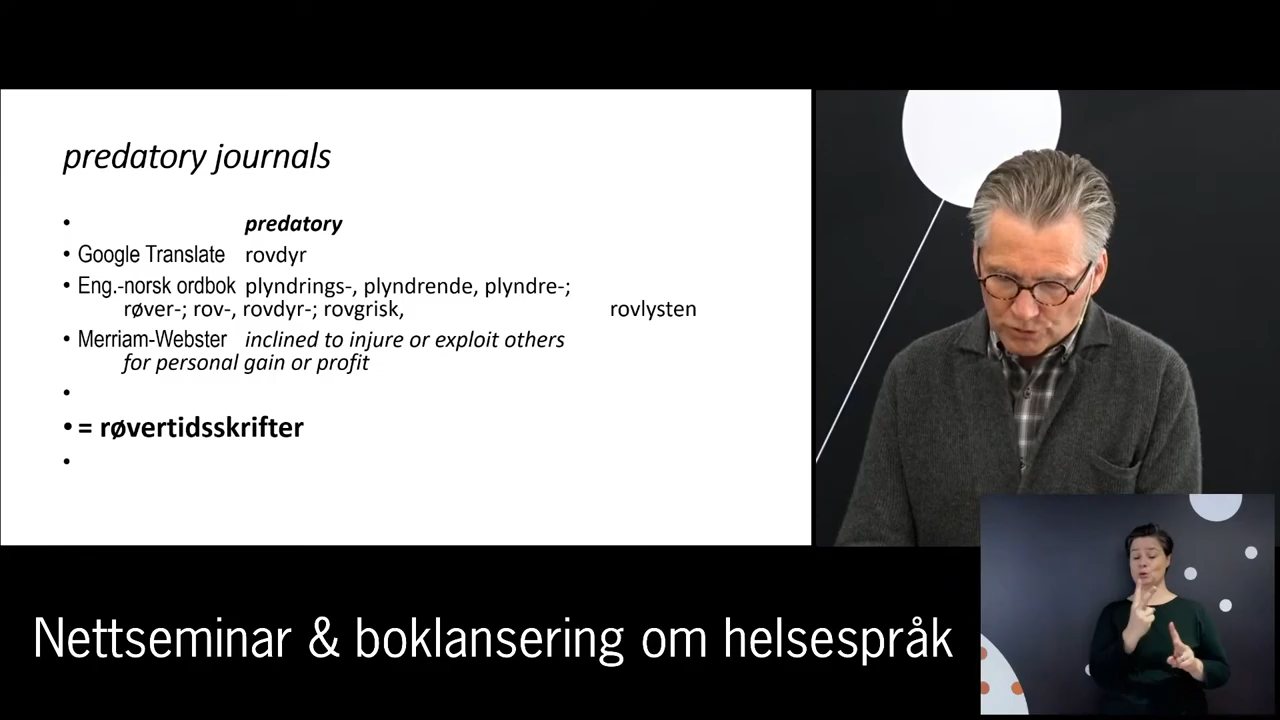 predatory journals
• predatory
• Google Translate rovdyr
• Eng.-norsk ordbok plyndrings-, plyndrende, plyndre-;
røver-; rov-, rovdyr-; rovgrisk, rovlysten
• Merriam-Webster inclined to injure or exploit others
for personal gain or profit
•
• = røvertidsskrifter
•
Nettseminar & boklansering om helsespråk